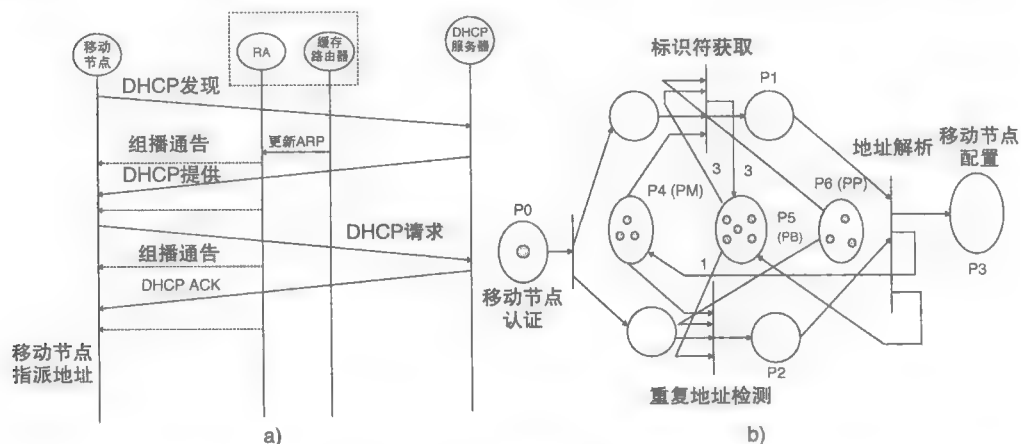 移动
节点
RA
缓存
路由器
DHCP
服务器
DHCP发现
组播通告
更新ARP
DHCP提供
DHCP请求
组播通告
DHCP ACK
移动节点
指派地址
a)
标识符获取
P1
地址解析
移动节点
配置
3
3
P4 (PM)
P6 (PP)
P0
P5
(PB)
1
P3
移动节点
认证
P2
重复地址检测
b)